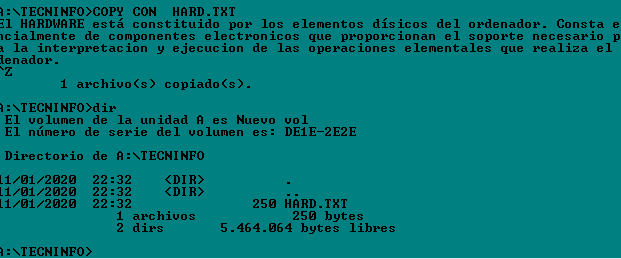 A:\TECNINFO>COPY CON  HARD.TXT
El HARDWARE está constituido por los elementos dísicos del ordenador. Consta e
ncialmente de componentes electronicos que proporcionan el soporte necesario p
a la interpretacion y ejecucion de las operaciones elementales que realiza el
denador.
^Z
        1 archivo(s) copiado(s).
A:\TECNINFO>dir
 El volumen de la unidad A es Nuevo vol
 El número de serie del volumen es: DE1E-2E2E
 Directorio de A:\TECNINFO
11/01/2020  22:32    <DIR>          .
11/01/2020  22:32    <DIR>          ..
11/01/2020  22:32               250 HARD.TXT
               1 archivos            250 bytes
               2 dirs       5.464.064 bytes libres
A:\TECNINFO>